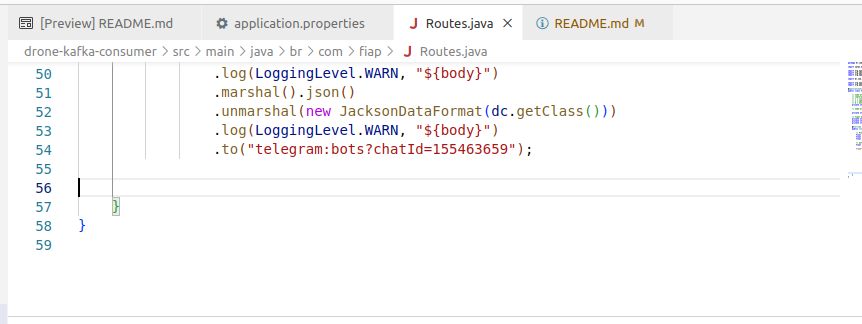 [Preview] README.md
application.properties
J Routes.java ×
README.md M
drone-kafka-consumer > src > main > java > br > com > fiap > J Routes.java
50 .log(LoggingLevel.WARN, "${body}")
51 .marshal().json()
52 .unmarshal(new JacksonDataFormat(dc.getClass()))
53 .log(LoggingLevel.WARN, "${body}")
54 .to("telegram:bots?chatId=155463659");
55
56
57 }
58 }
59